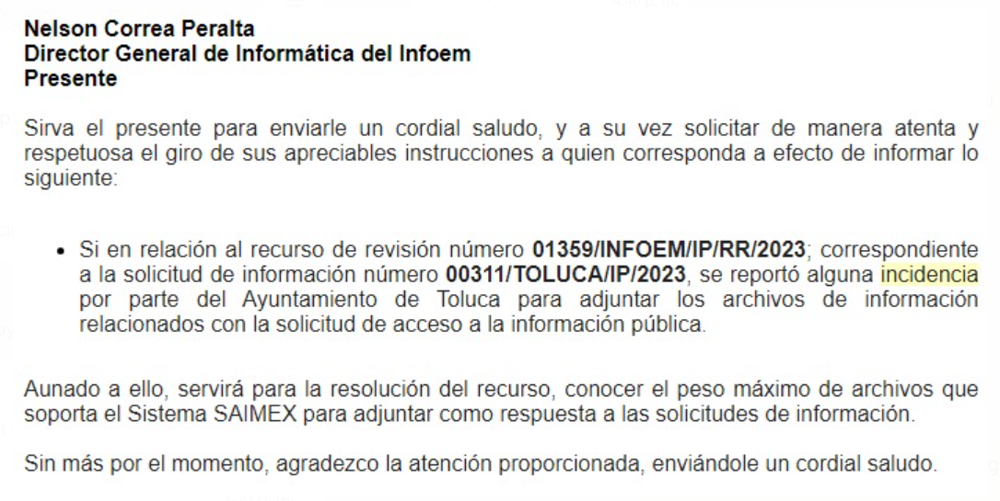 Nelson Correa Peralta
Director General de Informática del Infoem
Presente
Sirva el presente para enviarle un cordial saludo, y a su vez solicitar de manera atenta y
respetuosa el giro de sus apreciables instrucciones a quien corresponda a efecto de informar lo
siguiente:
• Si en relación al recurso de revisión número 01359/INFOEM/IP/RR/2023; correspondiente
a la solicitud de información número 00311/TOLUCA/IP/2023, se reportó alguna incidencia
por parte del Ayuntamiento de Toluca para adjuntar los archivos de información
relacionados con la solicitud de acceso a la información pública.
Aunado a ello, servirá para la resolución del recurso, conocer el peso máximo de archivos que
soporta el Sistema SAIMEX para adjuntar como respuesta a las solicitudes de información.
Sin más por el momento, agradezco la atención proporcionada, enviándole un cordial saludo.